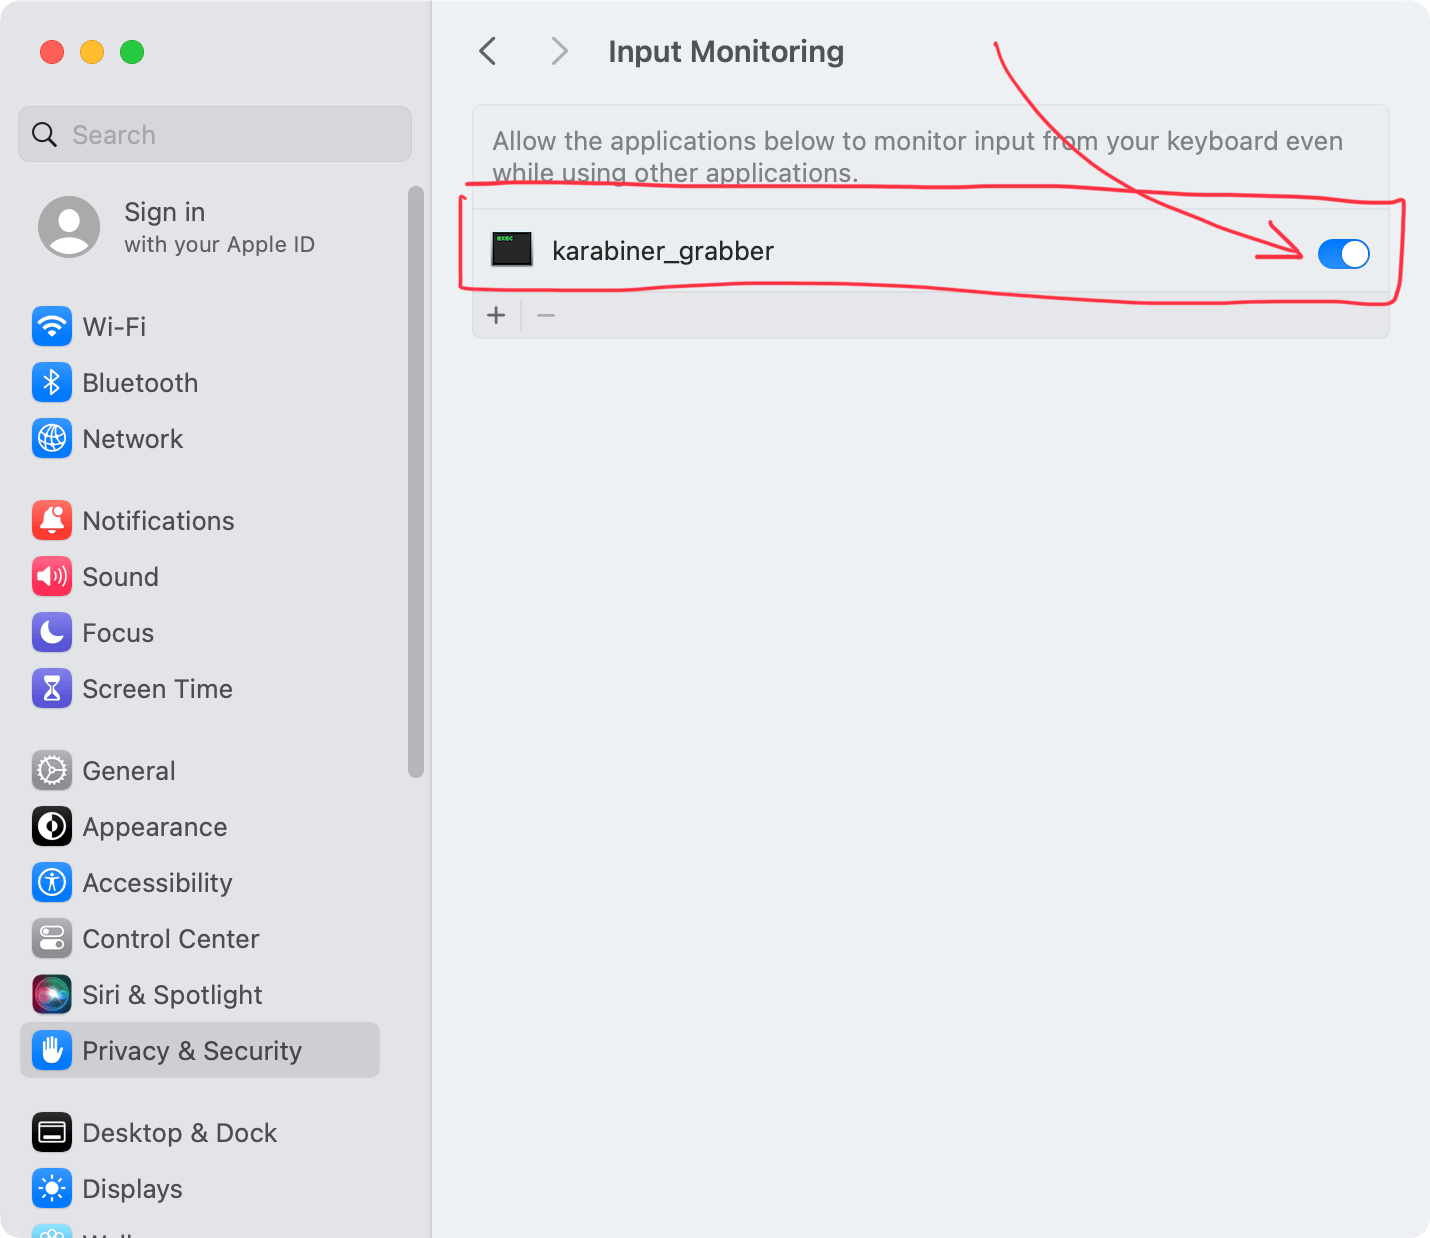 Search
Sign in
with your Apple ID
Wi-Fi
Bluetooth
Network
Notifications
Sound
Focus
Screen Time
General
Appearance
Accessibility
Control Center
Siri & Spotlight
Privacy & Security
Desktop & Dock
Displays
Input Monitoring
Allow the applications below to monitor input from your keyboard even
while using other applications.
exec
karabiner_grabber